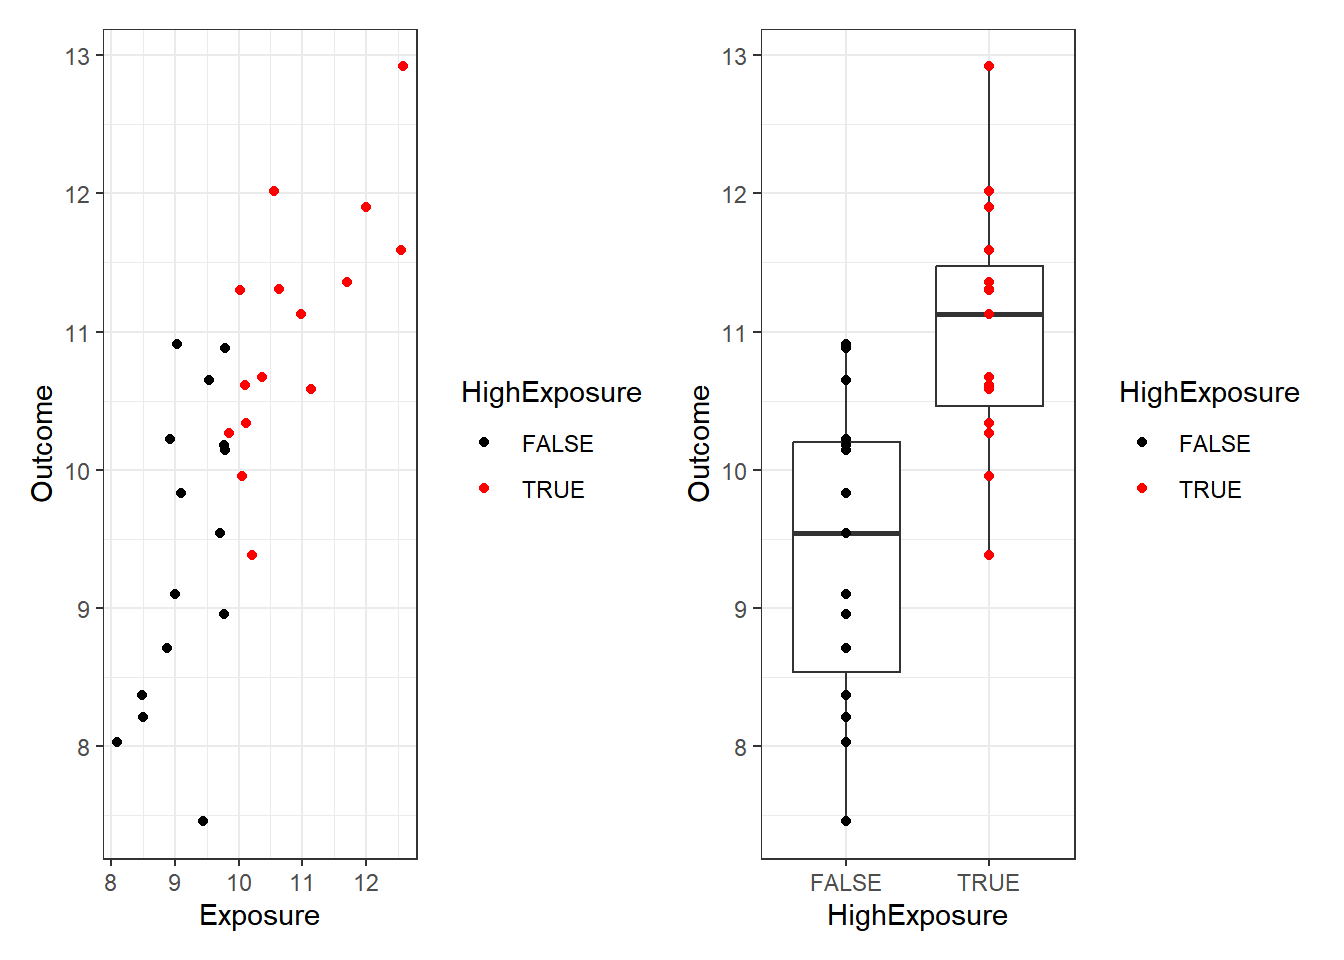 13
12
11
10
9
8
Outcome
8 9 10 11 12
Exposure
HighExposure
FALSE
TRUE
13
12
11
10
9
8
Outcome
FALSE TRUE
HighExposure
HighExposure
FALSE
TRUE